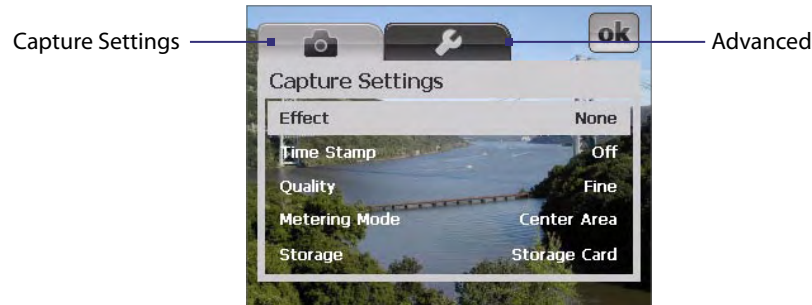 Capture Settings
Advanced
ok
Capture Settings
Effect None
Time Stamp Off
Quality Fine
Metering Mode Center Area
Storage Storage Card